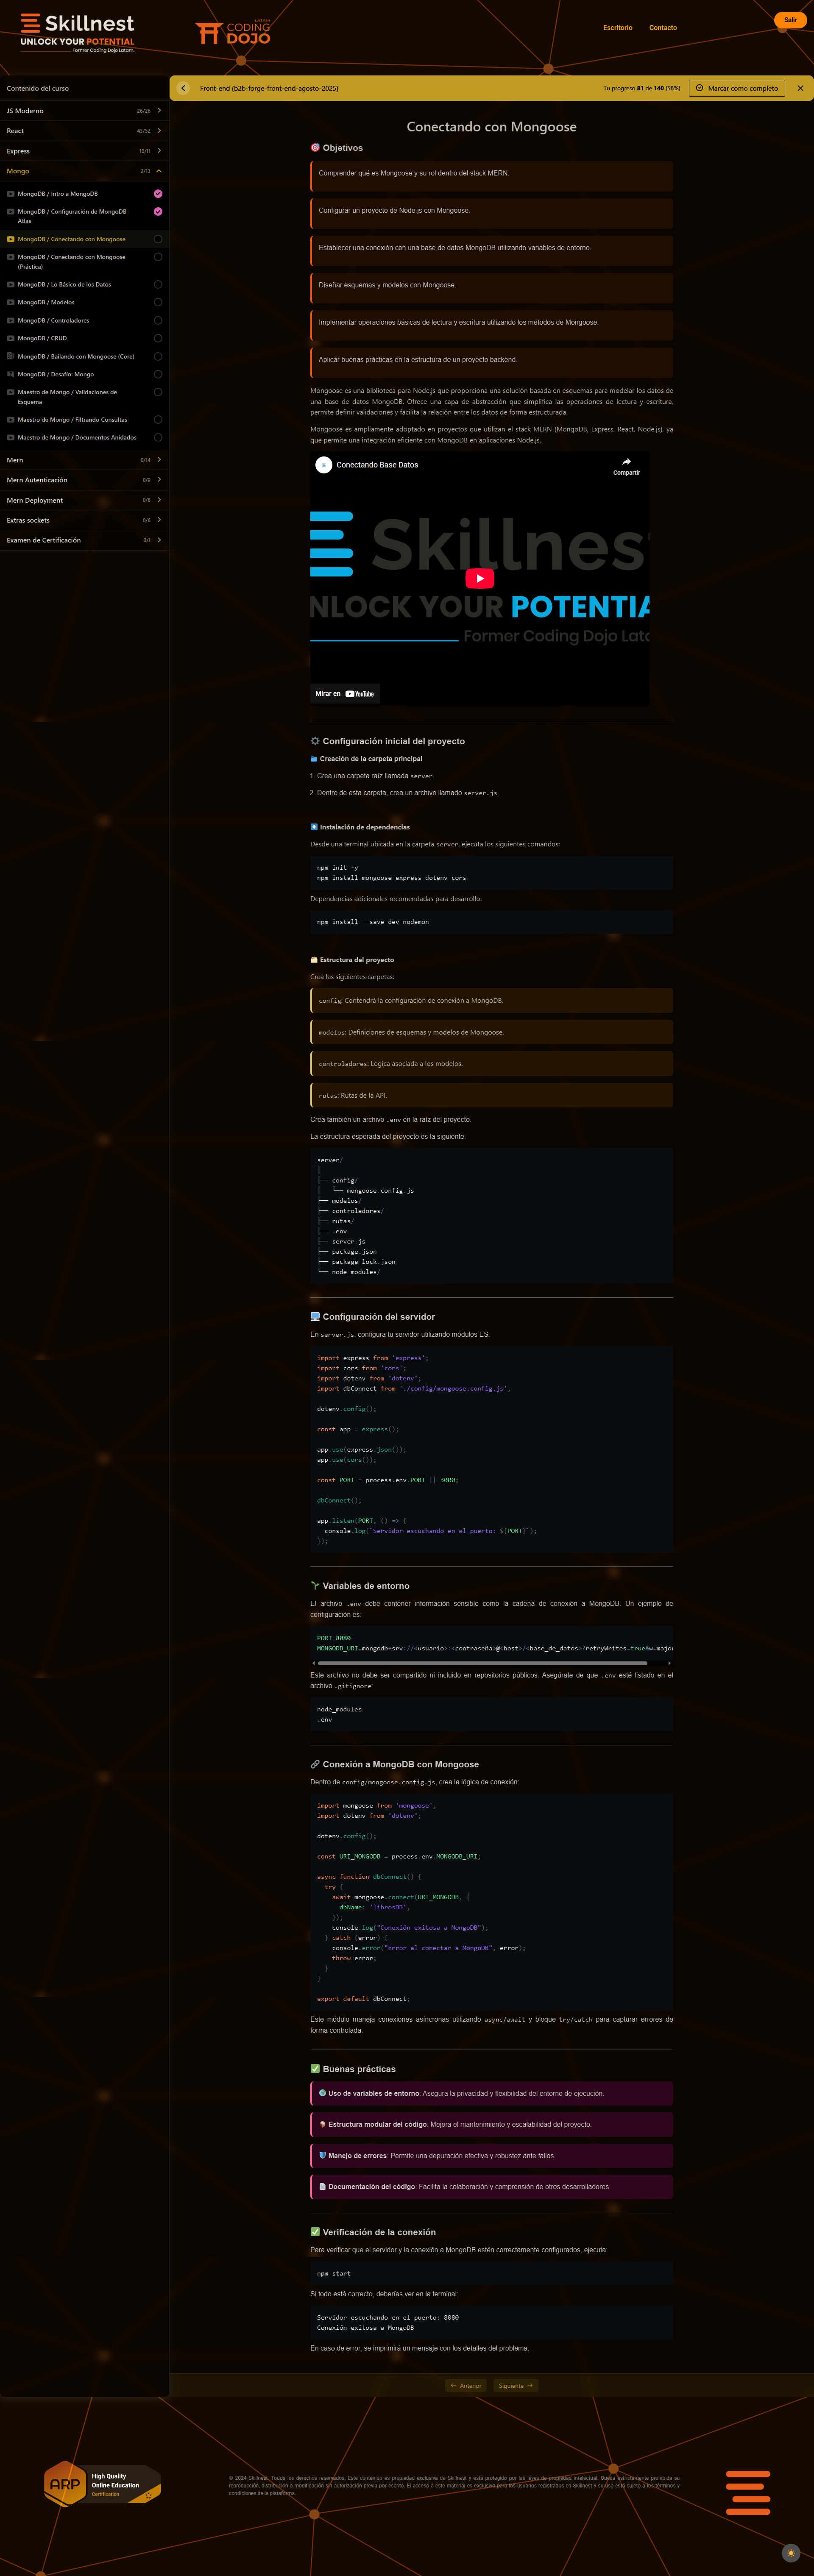 Skillnest
UNLOCK YOUR POTENTIAL
Former Coding Dojo Latam.
LATAM
CODING
DOJO
Escritorio
Contacto
Salir
Contenido del curso
JS Moderno 26/26
React 43/52
Express 10/11
Mongo 2/13
MongoDB / Intro a MongoDB
MongoDB / Configuración de MongoDB
Atlas
MongoDB / Conectando con Mongoose
MongoDB / Conectando con Mongoose
(Práctica)
MongoDB / Lo Básico de los Datos
MongoDB / Modelos
MongoDB / Controladores
MongoDB / CRUD
MongoDB / Bailando con Mongoose (Core)
MongoDB / Desafío: Mongo
Maestro de Mongo / Validaciones de
Esquema
Maestro de Mongo / Filtrando Consultas
Maestro de Mongo / Documentos Anidados
Mern 0/14
Mern Autenticación 0/9
Mern Deployment 0/8
Extras sockets 0/6
Examen de Certificación 0/1
Front-end (b2b-forge-front-end-agosto-2025)
Tu progreso 81 de 140 (58%)
Marcar como completo
Conectando con Mongoose
Objetivos
Comprender qué es Mongoose y su rol dentro del stack MERN.
Configurar un proyecto de Node.js con Mongoose.
Establecer una conexión con una base de datos MongoDB utilizando variables de entorno.
Diseñar esquemas y modelos con Mongoose.
Implementar operaciones básicas de lectura y escritura utilizando los métodos de Mongoose.
Aplicar buenas prácticas en la estructura de un proyecto backend.
Mongoose es una biblioteca para Node.js que proporciona una solución basada en esquemas para modelar los datos de
una base de datos MongoDB. Ofrece una capa de abstracción que simplifica las operaciones de lectura y escritura,
permite definir validaciones y facilita la relación entre los datos de forma estructurada.
Mongoose es ampliamente adoptado en proyectos que utilizan el stack MERN (MongoDB, Express, React, Node.js), ya
que permite una integración eficiente con MongoDB en aplicaciones Node.js.
Conectando Base Datos
Compartir
Skillnest
UNLOCK YOUR POTENTIAL
Former Coding Dojo Lata
Mirar en YouTube
Configuración inicial del proyecto
Creación de la carpeta principal
1. Crea una carpeta raíz llamada server.
2. Dentro de esta carpeta, crea un archivo llamado server.js.
Instalación de dependencias
Desde una terminal ubicada en la carpeta server, ejecuta los siguientes comandos:
npm init -y
npm install mongoose express dotenv cors
Dependencias adicionales recomendadas para desarrollo:
npm install --save-dev nodemon
Estructura del proyecto
Crea las siguientes carpetas:
config: Contendrá la configuración de conexión a MongoDB.
modelos: Definiciones de esquemas y modelos de Mongoose.
controladores: Lógica asociada a los modelos.
rutas: Rutas de la API.
Crea también un archivo .env en la raíz del proyecto.
La estructura esperada del proyecto es la siguiente:
server/
│
├── config/
│   └── mongoose.config.js
├── modelos/
├── controladores/
├── rutas/
├── .env
├── server.js
├── package.json
├── package-lock.json
└── node_modules/
Configuración del servidor
En server.js, configura tu servidor utilizando módulos ES:
import express from 'express';
import cors from 'cors';
import dotenv from 'dotenv';
import dbConnect from './config/mongoose.config.js';
dotenv.config();
const app = express();
app.use(express.json());
app.use(cors());
const PORT = process.env.PORT || 3000;
dbConnect();
app.listen(PORT, () => {
  console.log(`Servidor escuchando en el puerto: ${PORT}`);
});
Variables de entorno
El archivo .env debe contener información sensible como la cadena de conexión a MongoDB. Un ejemplo de
configuración es:
PORT=8080
MONGODB_URI=mongodb+srv://<usuario>:<contraseña>@<host>/<base_de_datos>?retryWrites=true&w=major
Este archivo no debe ser compartido ni incluido en repositorios públicos. Asegúrate de que .env esté listado en el
archivo .gitignore:
node_modules
.env
Conexión a MongoDB con Mongoose
Dentro de config/mongoose.config.js, crea la lógica de conexión:
import mongoose from 'mongoose';
import dotenv from 'dotenv';
dotenv.config();
const URI_MONGODB = process.env.MONGODB_URI;
async function dbConnect() {
  try {
    await mongoose.connect(URI_MONGODB, {
      dbName: 'librosDB',
    });
    console.log("Conexión exitosa a MongoDB");
  } catch (error) {
    console.error("Error al conectar a MongoDB", error);
    throw error;
  }
}
export default dbConnect;
Este módulo maneja conexiones asíncronas utilizando async/await y bloque try/catch para capturar errores de
forma controlada.
Buenas prácticas
Uso de variables de entorno: Asegura la privacidad y flexibilidad del entorno de ejecución.
Estructura modular del código: Mejora el mantenimiento y escalabilidad del proyecto.
Manejo de errores: Permite una depuración efectiva y robustez ante fallos.
Documentación del código: Facilita la colaboración y comprensión de otros desarrolladores.
Verificación de la conexión
Para verificar que el servidor y la conexión a MongoDB estén correctamente configurados, ejecuta:
npm start
Si todo está correcto, deberías ver en la terminal:
Servidor escuchando en el puerto: 8080
Conexión exitosa a MongoDB
En caso de error, se imprimirá un mensaje con los detalles del problema.
← Anterior
Siguiente →
ARP
High Quality
Online Education
Certification
© 2024 Skillnest. Todos los derechos reservados. Este contenido es propiedad exclusiva de Skillnest y está protegido por las leyes de propiedad intelectual. Queda estrictamente prohibida su
reproducción, distribución o modificación sin autorización previa por escrito. El acceso a este material es exclusivo para los usuarios registrados en Skillnest y su uso está sujeto a los términos y
condiciones de la plataforma.